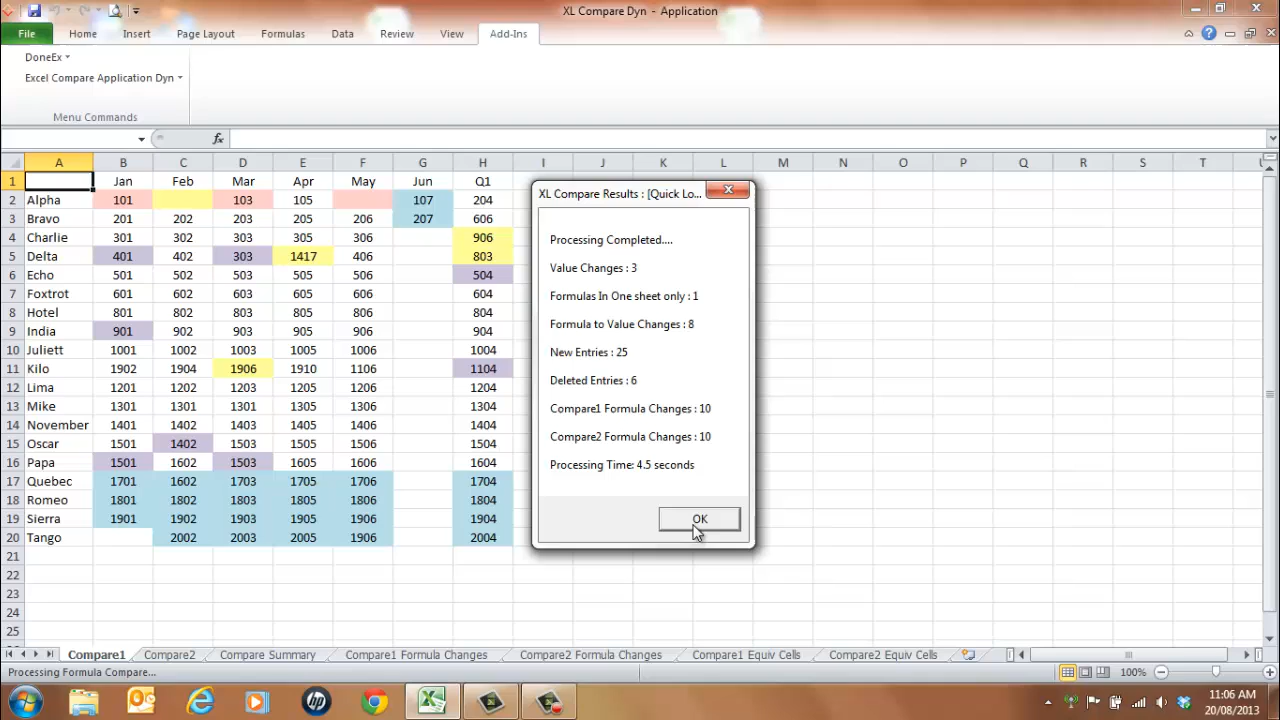 XL Compare Dyn - Application
File Home Insert Page Layout Formulas Data Review View Add-Ins
DoneEx
Excel Compare Application Dyn
Menu Commands
fx
A B C D E F G H I J K L M N O P Q R S T
1 Jan Feb Mar Apr May Jun Q1
2 Alpha 101 103 105 107 204
3 Bravo 201 202 203 205 206 207 606
4 Charlie 301 302 303 305 306 906
5 Delta 401 402 303 1417 406 803
6 Echo 501 502 503 505 506 504
7 Foxtrot 601 602 603 605 606 604
8 Hotel 801 802 803 805 806 804
9 India 901 902 903 905 906 904
10 Juliett 1001 1002 1003 1005 1006 1004
11 Kilo 1902 1904 1906 1910 1106 1104
12 Lima 1201 1202 1203 1205 1206 1204
13 Mike 1301 1301 1301 1305 1306 1304
14 November 1401 1402 1403 1405 1406 1404
15 Oscar 1501 1402 1503 1505 1506 1504
16 Papa 1501 1602 1503 1605 1606 1604
17 Quebec 1701 1602 1703 1705 1706 1704
18 Romeo 1801 1802 1803 1805 1806 1804
19 Sierra 1901 1902 1903 1905 1906 1904
20 Tango 2002 2003 2005 1906 2004
21
22
23
24
25
XL Compare Results : [Quick Lo...
Processing Completed....
Value Changes : 3
Formulas In One sheet only : 1
Formula to Value Changes : 8
New Entries : 25
Deleted Entries : 6
Compare1 Formula Changes : 10
Compare2 Formula Changes : 10
Processing Time: 4.5 seconds
OK
Compare1 Compare2 Compare Summary Compare1 Formula Changes Compare2 Formula Changes Compare1 Equiv Cells Compare2 Equiv Cells
Processing Formula Compare... 100%
hp
11:06 AM
20/08/2013